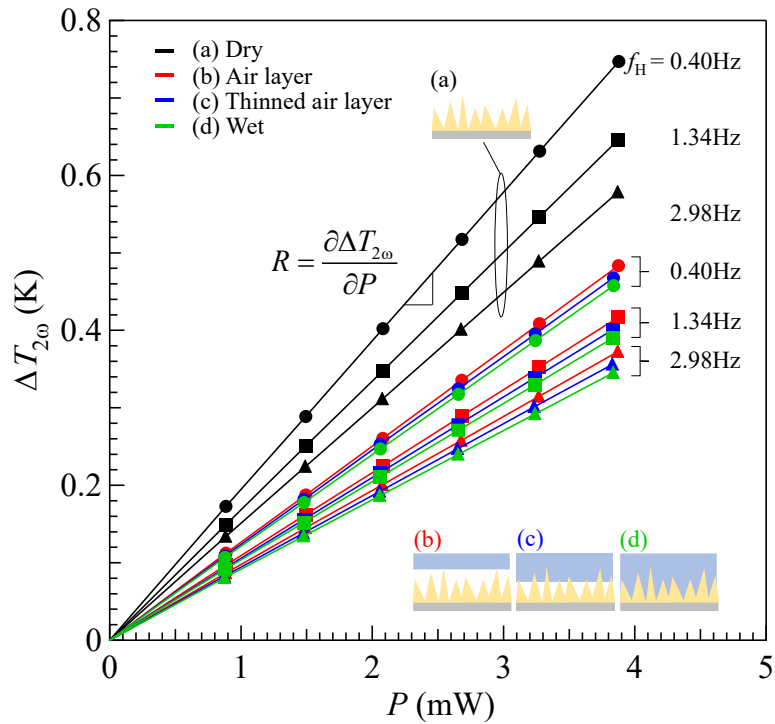 0.8
0.6
0.4
0.2
0
ΔT2ω (K)
0
1
2
3
4
5
P (mW)
(a) Dry
(b) Air layer
(c) Thinned air layer
(d) Wet
(a)
fH = 0.40Hz
1.34Hz
2.98Hz
0.40Hz
1.34Hz
2.98Hz
R = ∂ΔT2ω / ∂P
(b) (c) (d)